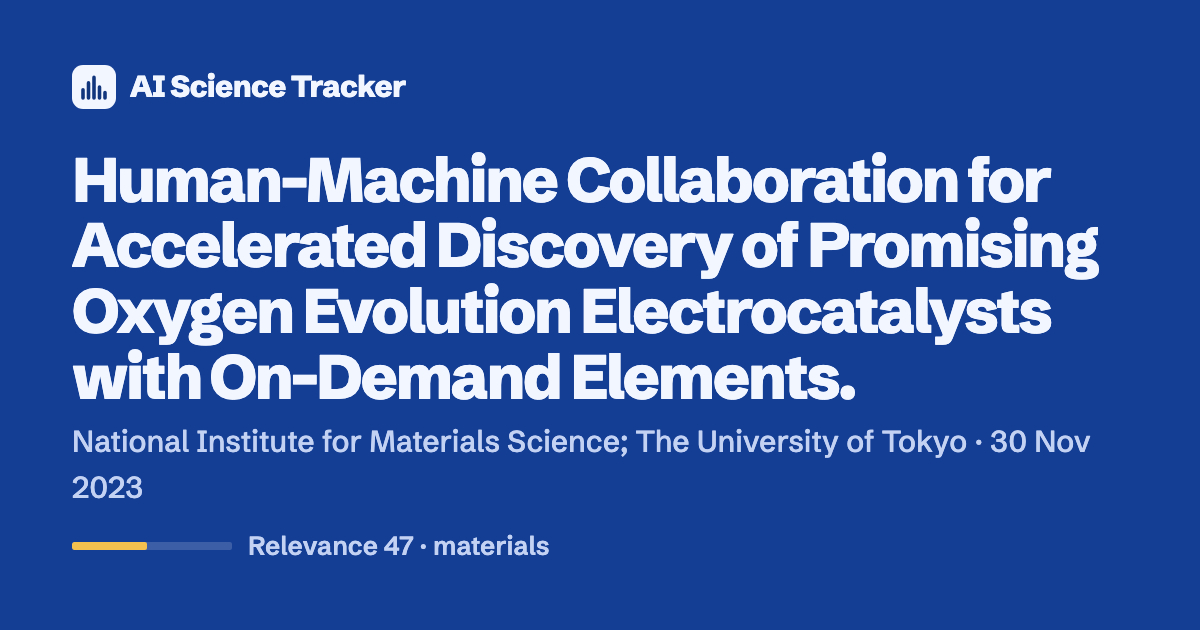 AI Science Tracker
Human-Machine Collaboration for
Accelerated Discovery of Promising
Oxygen Evolution Electrocatalysts
with On-Demand Elements.
National Institute for Materials Science; The University of Tokyo · 30 Nov
2023
Relevance 47 · materials